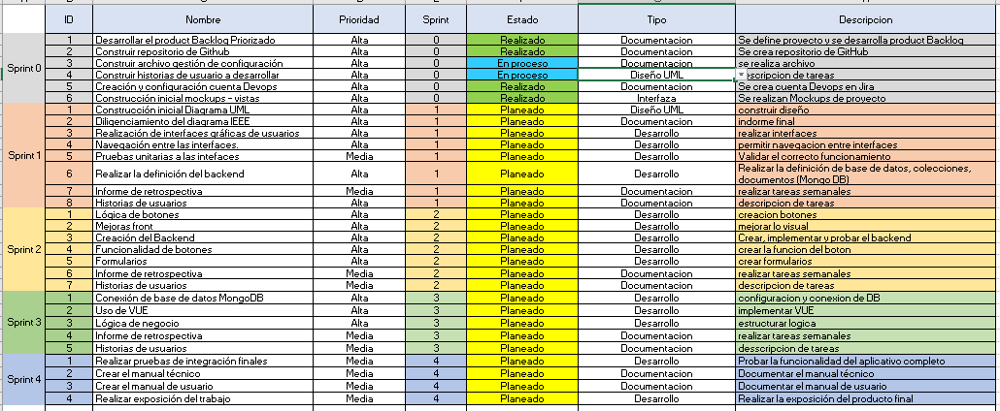 ID Nombre Prioridad Sprint Estado Tipo Descripcion
Sprint 0
1 Desarrollar el product Backlog Priorizado Alta 0 Realizado Documentacion Se define proyecto y se desarrolla product Backlog
2 Construir repositorio de Github Alta 0 Realizado Documentacion Se crea repositorio de GitHub
3 Construir archivo gestión de configuración Alta 0 En proceso Documentacion se realiza archivo
4 Construir historias de usuario a desarrollar Alta 0 En proceso Diseño UML escripcion de tareas
5 Creación y configuración cuenta Devops Alta 0 Realizado Documentacion Se crea cuenta Devops en Jira
6 Construcción inicial mockups - vistas Alta 0 Realizado Interfaza Se realizan Mockups de proyecto
Sprint 1
1 Construcción inicial Diagrama UML Alta 1 Planeado Diseño UML construir diseño
2 Diligenciamiento del diagrama IEEE Alta 1 Planeado Documentacion indorme final
3 Realización de interfaces gráficas de usuarios Alta 1 Planeado Desarrollo realizar interfaces
4 Navegación entre las interfaces. Alta 1 Planeado Desarrollo permitir navegacion entre interfaces
5 Pruebas unitarias a las intefaces Media 1 Planeado Desarrollo Validar el correcto funcionamiento
6 Realizar la definición del backend Alta 1 Planeado Desarrollo Realizar la definición de base de datos, colecciones,
documentos (Mongo DB)
7 Informe de retrospectiva Media 1 Planeado Documentacion realizar tareas semanales
8 Historias de usuarios Alta 1 Planeado Documentacion descripcion de tareas
Sprint 2
1 Lógica de botones Alta 2 Planeado Desarrollo creacion botones
2 Mejoras front Alta 2 Planeado Desarrollo mejorar lo visual
3 Creación del Backend Alta 2 Planeado Desarrollo Crear, implementar y probar el backend
4 Funcionalidad de botones Alta 2 Planeado Desarrollo crear la funcion del boton
5 Formularios Alta 2 Planeado Desarrollo crear formularios
6 Informe de retrospectiva Media 2 Planeado Documentacion realizar tareas semanales
7 Historias de usuarios Media 2 Planeado Documentacion descripcion de tareas
Sprint 3
1 Conexión de base de datos MongoDB Alta 3 Planeado Desarrollo configuracion y conexion de DB
2 Uso de VUE Alta 3 Planeado Desarrollo implementar VUE
3 Lógica de negocio Alta 3 Planeado Desarrollo estructurar logica
4 Informe de retrospectiva Media 3 Planeado Documentacion realizar tareas semanales
5 Historias de usuarios Media 3 Planeado Documentacion desscripcion de tareas
Sprint 4
1 Realizar pruebas de integración finales Media 4 Planeado Desarrollo Probar la funcionalidad del aplicativo completo
2 Crear el manual técnico Media 4 Planeado Documentacion Documentar el manual técnico
3 Crear el manual de usuario Media 4 Planeado Documentacion Documentar el manual de usuario
4 Realizar exposición del trabajo Media 4 Planeado Desarrollo Realizar la exposición del producto final